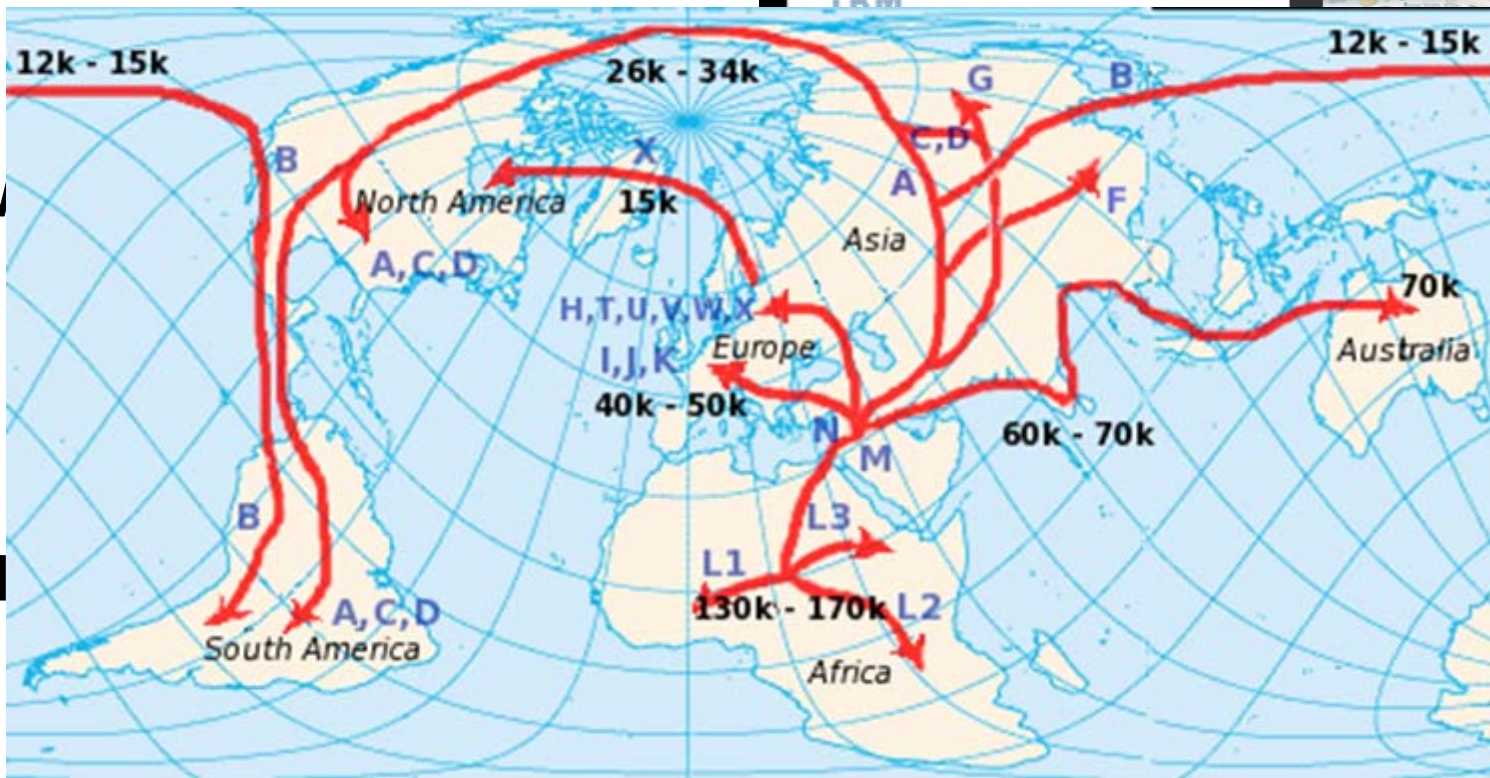 12k - 15k
26k - 34k
12k - 15k
G
B
C,D
B
X
A
North America
15k
F
Asia
A,C,D
70k
H,T,U,V,W,X
Europe
Australia
I,J,K
40k - 50k
N
60k - 70k
M
B
L3
L1
130k - 170k
L2
A,C,D
South America
Africa